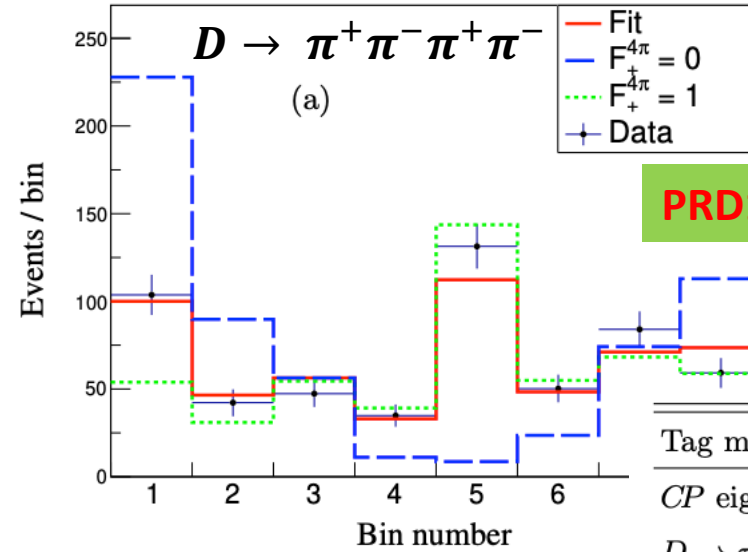 D → π⁺π⁻π⁺π⁻
(a)
Fit
F₊⁴π = 0
F₊⁴π = 1
Data
PRD
Events / bin
250
200
150
100
50
0
1 2 3 4 5 6
Bin number
Tag m
CP eig